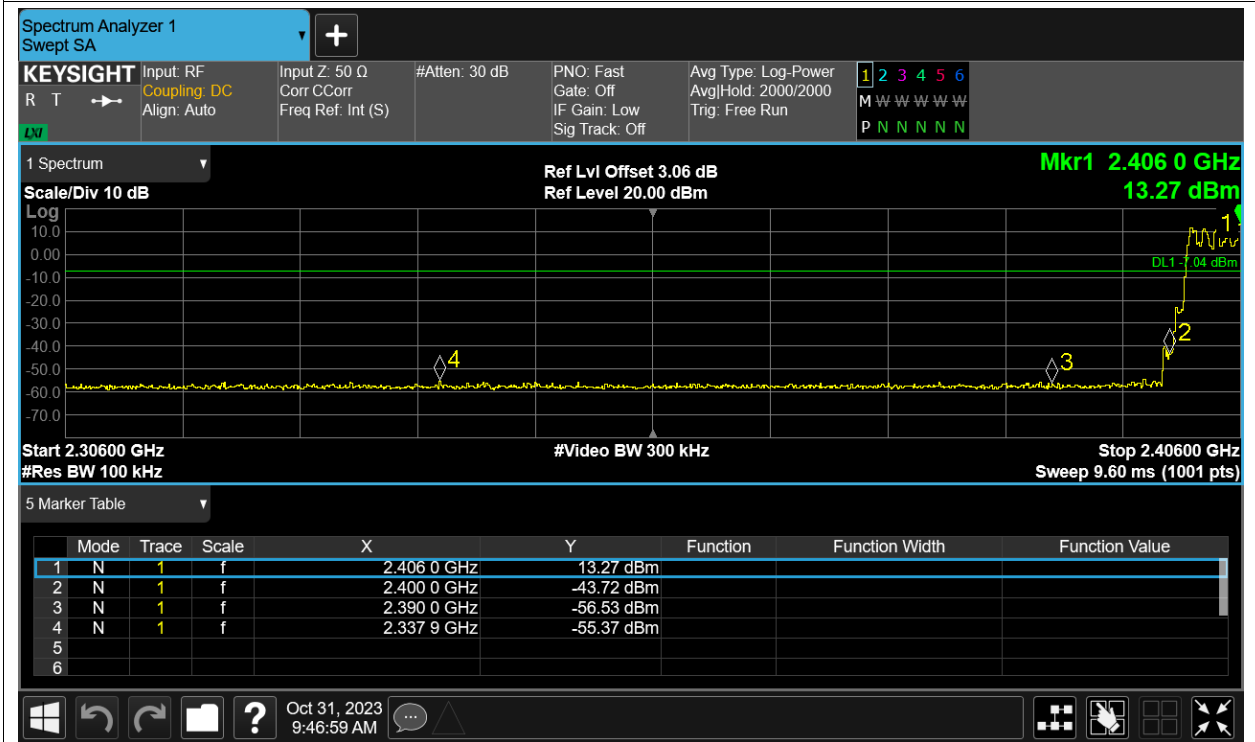 Spectrum Analyzer 1
Swept SA
+
KEYSIGHT
R T
LXI
Input: RF
Coupling: DC
Align: Auto
Input Z: 50 Ω
Corr CCorr
Freq Ref: Int (S)
#Atten: 30 dB
PNO: Fast
Gate: Off
IF Gain: Low
Sig Track: Off
Avg Type: Log-Power
Avg|Hold: 2000/2000
Trig: Free Run
1 2 3 4 5 6
M W W W W W
P N N N N N
1 Spectrum
Scale/Div 10 dB
Ref Lvl Offset 3.06 dB
Ref Level 20.00 dBm
Mkr1 2.406 0 GHz
13.27 dBm
Log
10.0
0.00
-10.0
-20.0
-30.0
-40.0
-50.0
-60.0
-70.0
1
DL1 -7.04 dBm
2
3
4
Start 2.30600 GHz
#Video BW 300 kHz
Stop 2.40600 GHz
#Res BW 100 kHz
Sweep 9.60 ms (1001 pts)
5 Marker Table
Mode Trace Scale X Y Function Function Width Function Value
1 N 1 f 2.406 0 GHz 13.27 dBm
2 N 1 f 2.400 0 GHz -43.72 dBm
3 N 1 f 2.390 0 GHz -56.53 dBm
4 N 1 f 2.337 9 GHz -55.37 dBm
5
6
?
Oct 31, 2023
9:46:59 AM